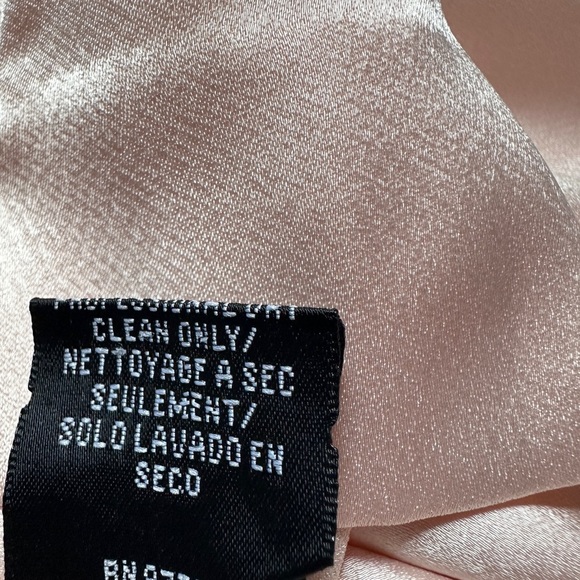 CLEAN ONLY/
NETTOYAGE A SEC
SEULEMENT/
SOLO LAVADO EN
SECO